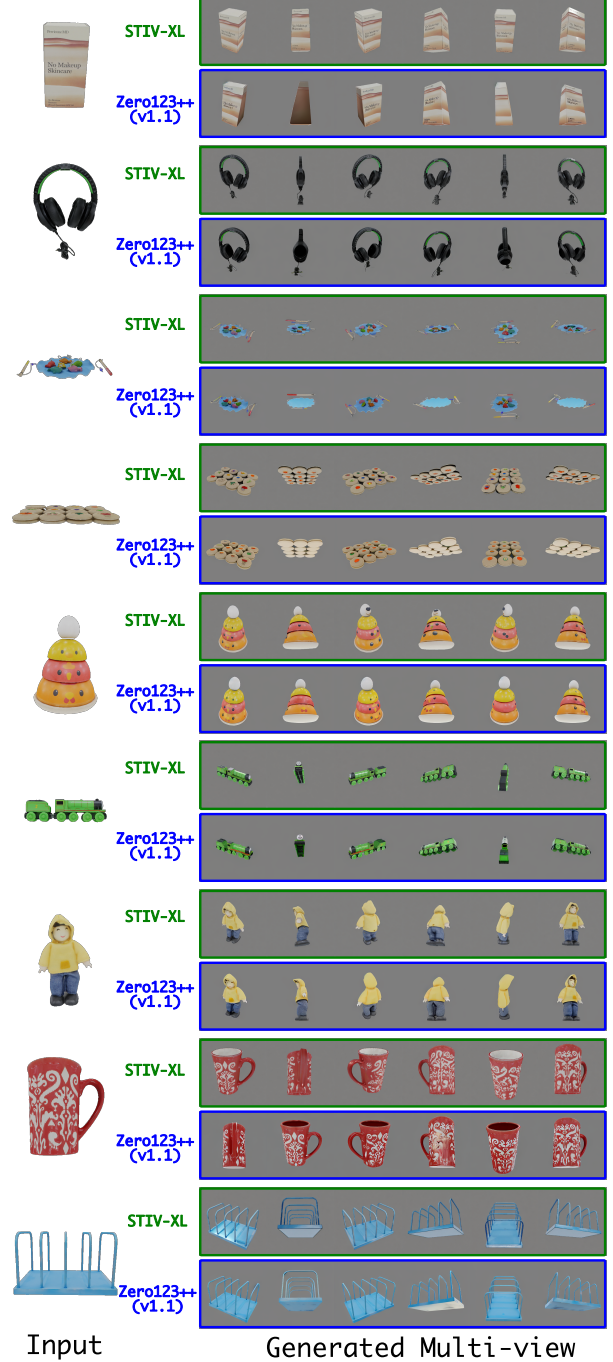 STIV-XL
No Makeup
Skincare
Zero123++
(v1.1)
STIV-XL
Zero123++
(v1.1)
STIV-XL
Zero123++
(v1.1)
STIV-XL
Zero123++
(v1.1)
STIV-XL
Zero123++
(v1.1)
STIV-XL
Zero123++
(v1.1)
STIV-XL
Zero123++
(v1.1)
STIV-XL
Zero123++
(v1.1)
STIV-XL
Zero123++
(v1.1)
Input
Generated Multi-view